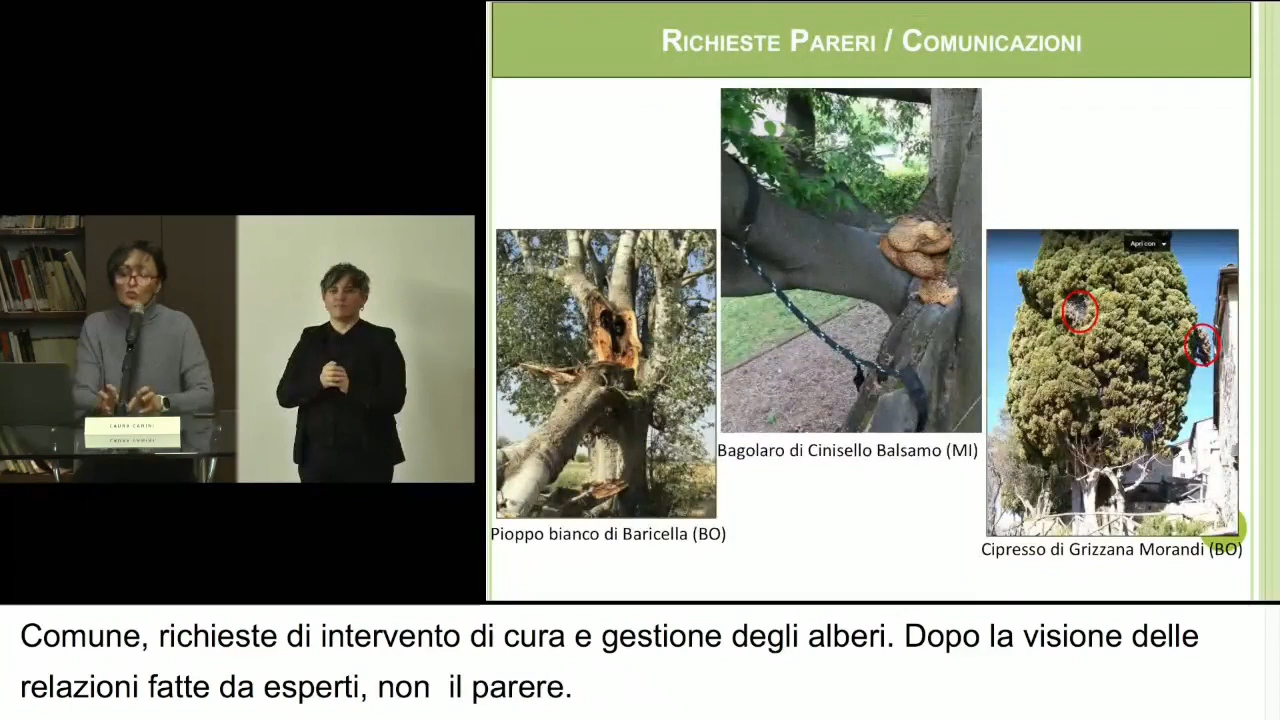 RICHIESTE PARERI / COMUNICAZIONI
Apri con
Bagolaro di Cinisello Balsamo (MI)
Pioppo bianco di Baricella (BO)
Cipresso di Grizzana Morandi (BO)
LAURA CANINI
Comune, richieste di intervento di cura e gestione degli alberi. Dopo la visione delle
relazioni fatte da esperti, non  il parere.